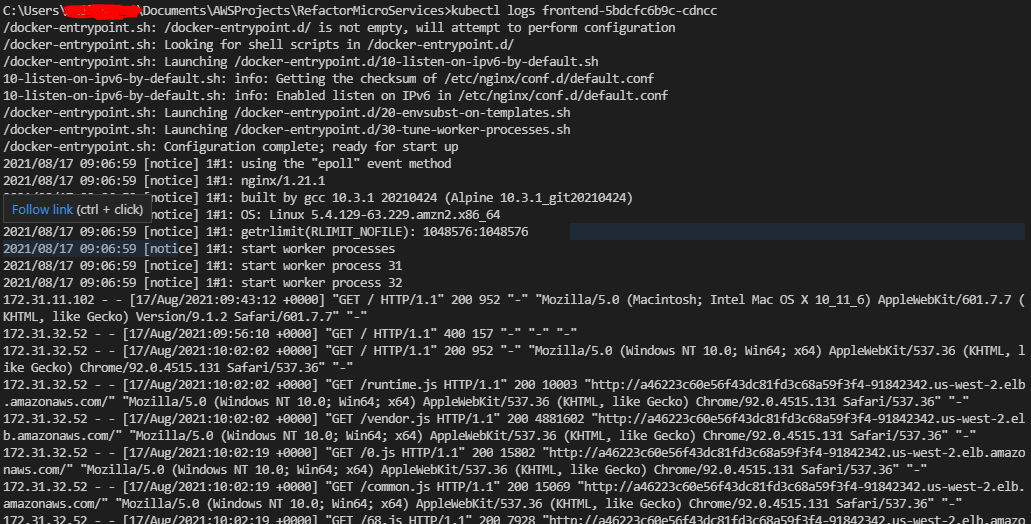 C:\Users\ \Documents\AWSProjects\RefactorMicroServices>kubectl logs frontend-5bdcfc6b9c-cdncc
/docker-entrypoint.sh: /docker-entrypoint.d/ is not empty, will attempt to perform configuration
/docker-entrypoint.sh: Looking for shell scripts in /docker-entrypoint.d/
/docker-entrypoint.sh: Launching /docker-entrypoint.d/10-listen-on-ipv6-by-default.sh
10-listen-on-ipv6-by-default.sh: info: Getting the checksum of /etc/nginx/conf.d/default.conf
10-listen-on-ipv6-by-default.sh: info: Enabled listen on IPv6 in /etc/nginx/conf.d/default.conf
/docker-entrypoint.sh: Launching /docker-entrypoint.d/20-envsubst-on-templates.sh
/docker-entrypoint.sh: Launching /docker-entrypoint.d/30-tune-worker-processes.sh
/docker-entrypoint.sh: Configuration complete; ready for start up
2021/08/17 09:06:59 [notice] 1#1: using the "epoll" event method
2021/08/17 09:06:59 [notice] 1#1: nginx/1.21.1
1#1: built by gcc 10.3.1 20210424 (Alpine 10.3.1_git20210424)
Follow link (ctrl + click) notice] 1#1: OS: Linux 5.4.129-63.229.amzn2.x86_64
2021/08/17 09:06:59 [notice] 1#1: getrlimit(RLIMIT_NOFILE): 1048576:1048576
2021/08/17 09:06:59 [notice] 1#1: start worker processes
2021/08/17 09:06:59 [notice] 1#1: start worker process 31
2021/08/17 09:06:59 [notice] 1#1: start worker process 32
172.31.11.102 - - [17/Aug/2021:09:43:12 +0000] "GET / HTTP/1.1" 200 952 "-" "Mozilla/5.0 (Macintosh; Intel Mac OS X 10_11_6) AppleWebKit/601.7.7 (
KHTML, like Gecko) Version/9.1.2 Safari/601.7.7" "-"
172.31.32.52 - - [17/Aug/2021:09:56:10 +0000] "GET / HTTP/1.1" 400 157 "-" "-" "-"
172.31.32.52 - - [17/Aug/2021:10:02:02 +0000] "GET / HTTP/1.1" 200 952 "-" "Mozilla/5.0 (Windows NT 10.0; Win64; x64) AppleWebKit/537.36 (KHTML, l
ike Gecko) Chrome/92.0.4515.131 Safari/537.36" "-"
172.31.32.52 - - [17/Aug/2021:10:02:02 +0000] "GET /runtime.js HTTP/1.1" 200 10003 "http://a46223c60e56f43dc81fd3c68a59f3f4-91842342.us-west-2.elb
.amazonaws.com/" "Mozilla/5.0 (Windows NT 10.0; Win64; x64) AppleWebKit/537.36 (KHTML, like Gecko) Chrome/92.0.4515.131 Safari/537.36" "-"
172.31.32.52 - - [17/Aug/2021:10:02:02 +0000] "GET /vendor.js HTTP/1.1" 200 4881602 "http://a46223c60e56f43dc81fd3c68a59f3f4-91842342.us-west-2.el
b.amazonaws.com/" "Mozilla/5.0 (Windows NT 10.0; Win64; x64) AppleWebKit/537.36 (KHTML, like Gecko) Chrome/92.0.4515.131 Safari/537.36" "-"
172.31.32.52 - - [17/Aug/2021:10:02:19 +0000] "GET /0.js HTTP/1.1" 200 15802 "http://a46223c60e56f43dc81fd3c68a59f3f4-91842342.us-west-2.elb.amazo
naws.com/" "Mozilla/5.0 (Windows NT 10.0; Win64; x64) AppleWebKit/537.36 (KHTML, like Gecko) Chrome/92.0.4515.131 Safari/537.36" "-"
172.31.32.52 - - [17/Aug/2021:10:02:19 +0000] "GET /common.js HTTP/1.1" 200 15069 "http://a46223c60e56f43dc81fd3c68a59f3f4-91842342.us-west-2.elb.
amazonaws.com/" "Mozilla/5.0 (Windows NT 10.0; Win64; x64) AppleWebKit/537.36 (KHTML, like Gecko) Chrome/92.0.4515.131 Safari/537.36" "-"
172.31.32.52 - - [17/Aug/2021:10:02:19 +0000] "GET /68.js HTTP/1.1" 200 7928 "http://a46223c60e56f43dc81fd3c68a59f3f4-91842342.us-west-2.elb.amazo